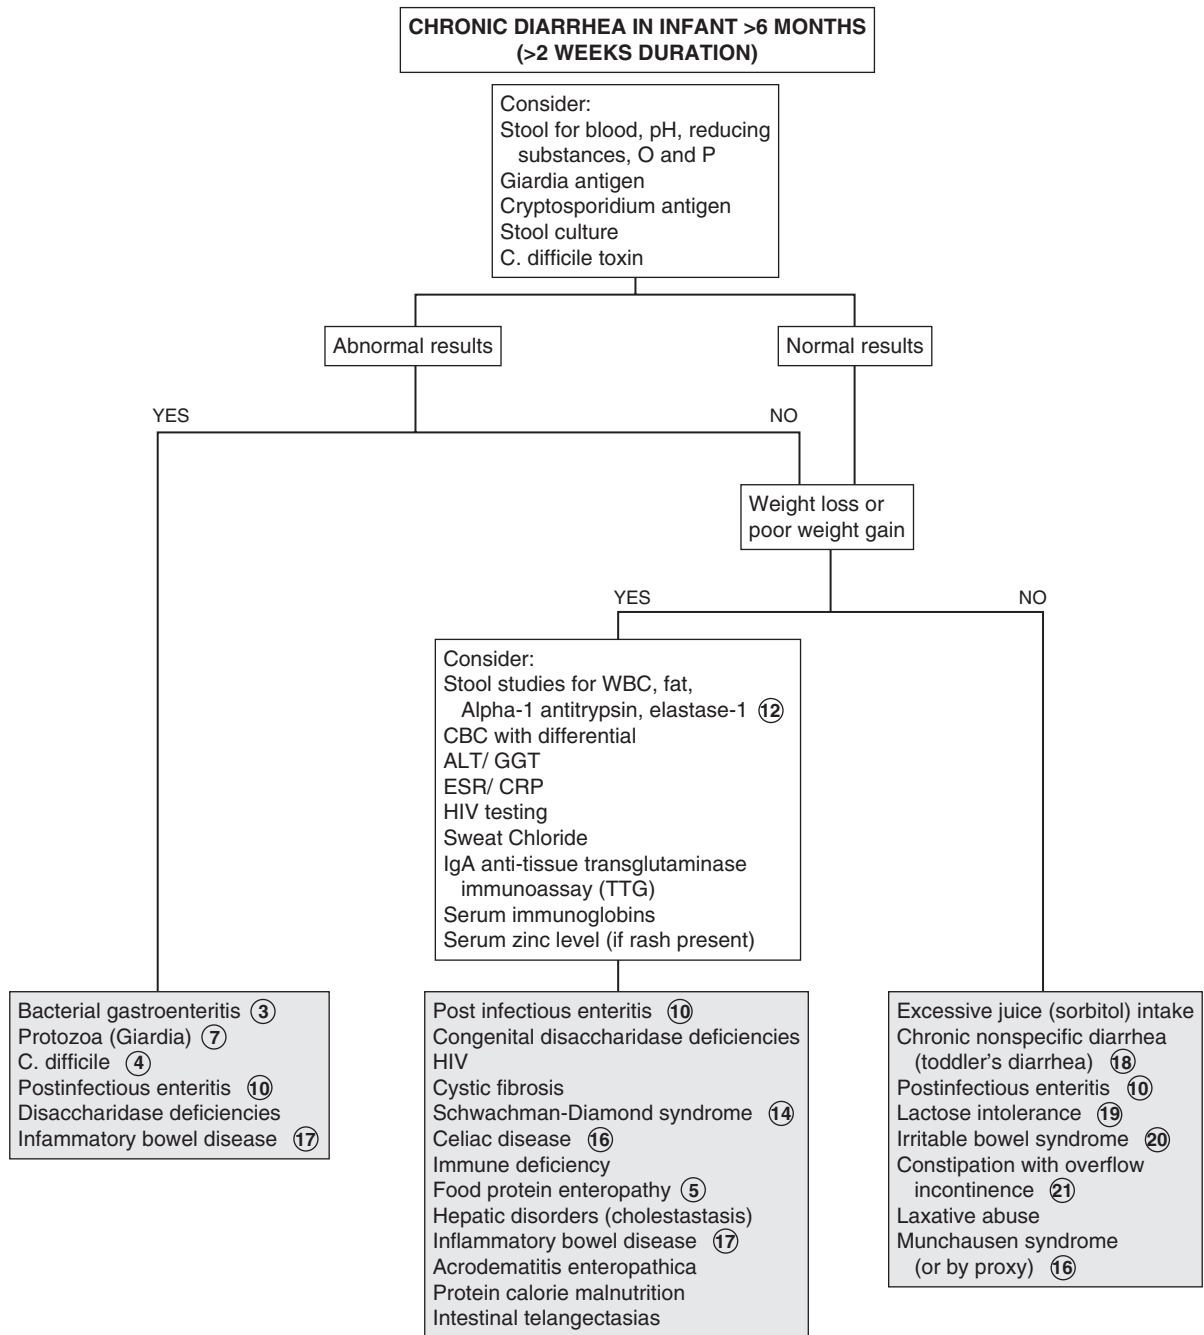 CHRONIC DIARRHEA IN INFANT >6 MONTHS
(>2 WEEKS DURATION)
Consider:
Stool for blood, pH, reducing
substances, O and P
Giardia antigen
Cryptosporidium antigen
Stool culture
C. difficile toxin
Abnormal results
Normal results
YES
NO
Weight loss or
poor weight gain
YES
NO
Consider:
Stool studies for WBC, fat,
Alpha-1 antitrypsin, elastase-1 12
CBC with differential
ALT/ GGT
ESR/ CRP
HIV testing
Sweat Chloride
IgA anti-tissue transglutaminase
immunoassay (TTG)
Serum immunoglobins
Serum zinc level (if rash present)
Bacterial gastroenteritis 3
Protozoa (Giardia) 7
C. difficile 4
Postinfectious enteritis 10
Disaccharidase deficiencies
Infammatory bowel disease 17
Post infectious enteritis 10
Congenital disaccharidase deficiencies
HIV
Cystic fibrosis
Schwachman-Diamond syndrome 14
Celiac disease 16
Immune deficiency
Food protein enteropathy 5
Hepatic disorders (cholestastasis)
Inflammatory bowel disease 17
Acrodematitis enteropathica
Protein calorie malnutrition
Intestinal telangectasias
Excessive juice (sorbitol) intake
Chronic nonspecific diarrhea
(toddler's diarrhea) 18
Postinfectious enteritis 10
Lactose intolerance 19
Irritable bowel syndrome 20
Constipation with overflow
incontinence 21
Laxative abuse
Munchausen syndrome
(or by proxy) 16